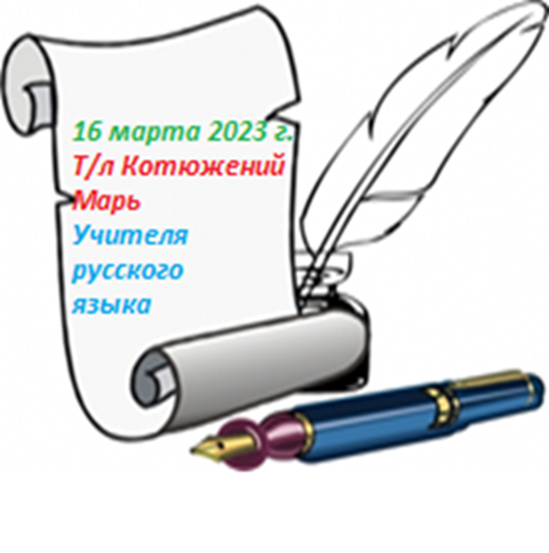 16 марта 2023 г.
Т/л Котюжений
Марь
Учителя
русского
языка